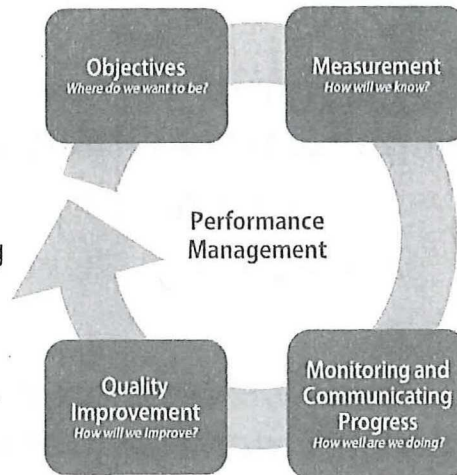 Objectives
Where do we want to be?
Measurement
How will we know?
Performance
Management
g
Quality
Improvement
How will we improve?
Monitoring and
Communicating
Progress
How well are we doing?